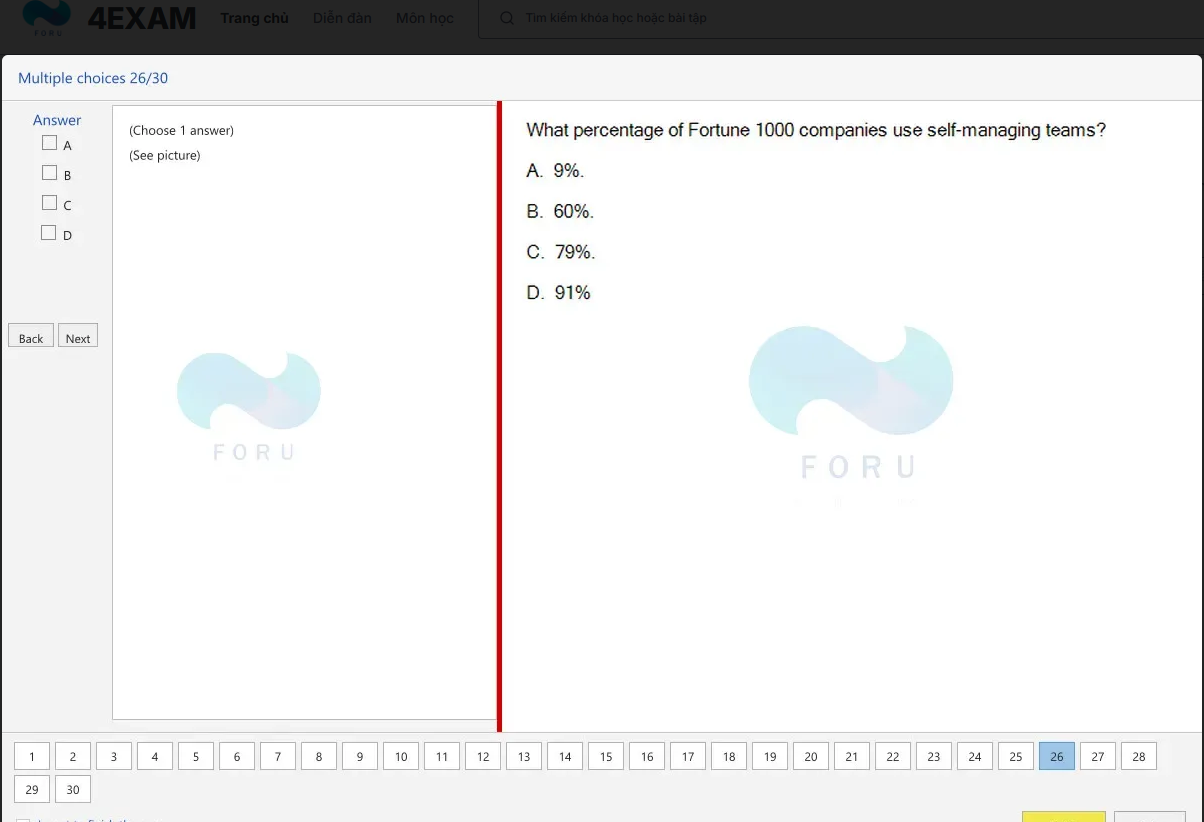 FORU
4EXAM Trang chủ Diễn đàn Môn học Tìm kiếm khóa học hoặc bài tập
Multiple choices 26/30
Answer
A
B
C
D
Back Next
(Choose 1 answer)
(See picture)
FORU
What percentage of Fortune 1000 companies use self-managing teams?
A. 9%.
B. 60%.
C. 79%.
D. 91%
FORU
1 2 3 4 5 6 7 8 9 10 11 12 13 14 15 16 17 18 19 20 21 22 23 24 25 26 27 28
29 30